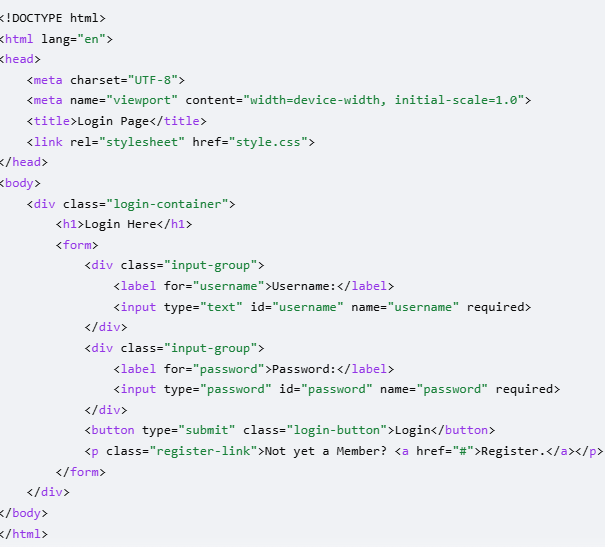 <!DOCTYPE html>
<html lang="en">
<head>
    <meta charset="UTF-8">
    <meta name="viewport" content="width=device-width, initial-scale=1.0">
    <title>Login Page</title>
    <link rel="stylesheet" href="style.css">
</head>
<body>
    <div class="login-container">
        <h1>Login Here</h1>
        <form>
            <div class="input-group">
                <label for="username">Username:</label>
                <input type="text" id="username" name="username" required>
            </div>
            <div class="input-group">
                <label for="password">Password:</label>
                <input type="password" id="password" name="password" required>
            </div>
            <button type="submit" class="login-button">Login</button>
            <p class="register-link">Not yet a Member? <a href="#">Register.</a></p>
        </form>
    </div>
</body>
</html>